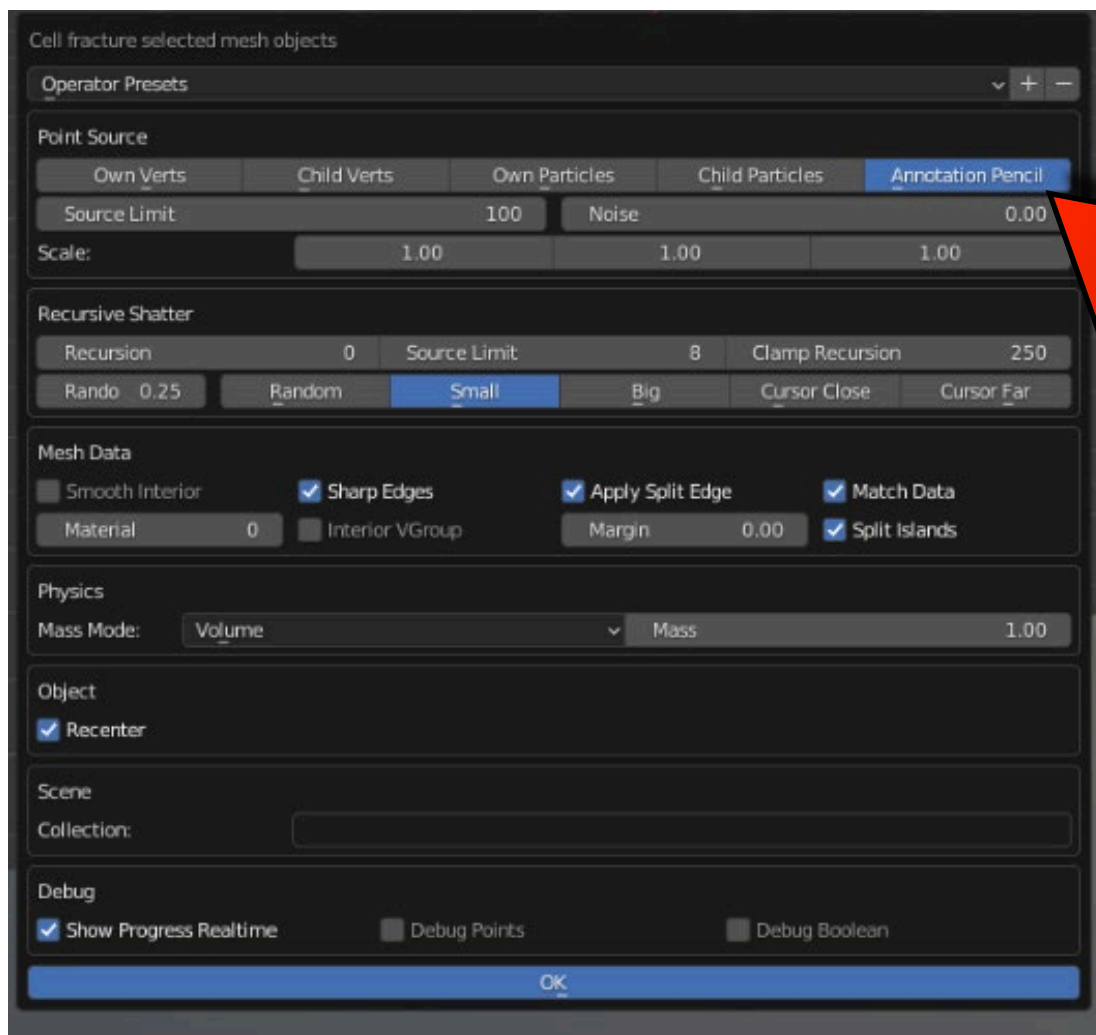 Cell fracture selected mesh objects
Operator Presets
Point Source
Own Verts Child Verts Own Particles Child Particles Annotation Pencil
Source Limit 100 Noise 0.00
Scale: 1.00 1.00 1.00
Recursive Shatter
Recursion 0 Source Limit 8 Clamp Recursion 250
Rando 0.25 Random Small Big Cursor Close Cursor Far
Mesh Data
Smooth Interior Sharp Edges Apply Split Edge Match Data
Material 0 Interior VGroup Margin 0.00 Split Islands
Physics
Mass Mode: Volume Mass 1.00
Object
Recenter
Scene
Collection:
Debug
Show Progress Realtime Debug Points Debug Boolean
OK